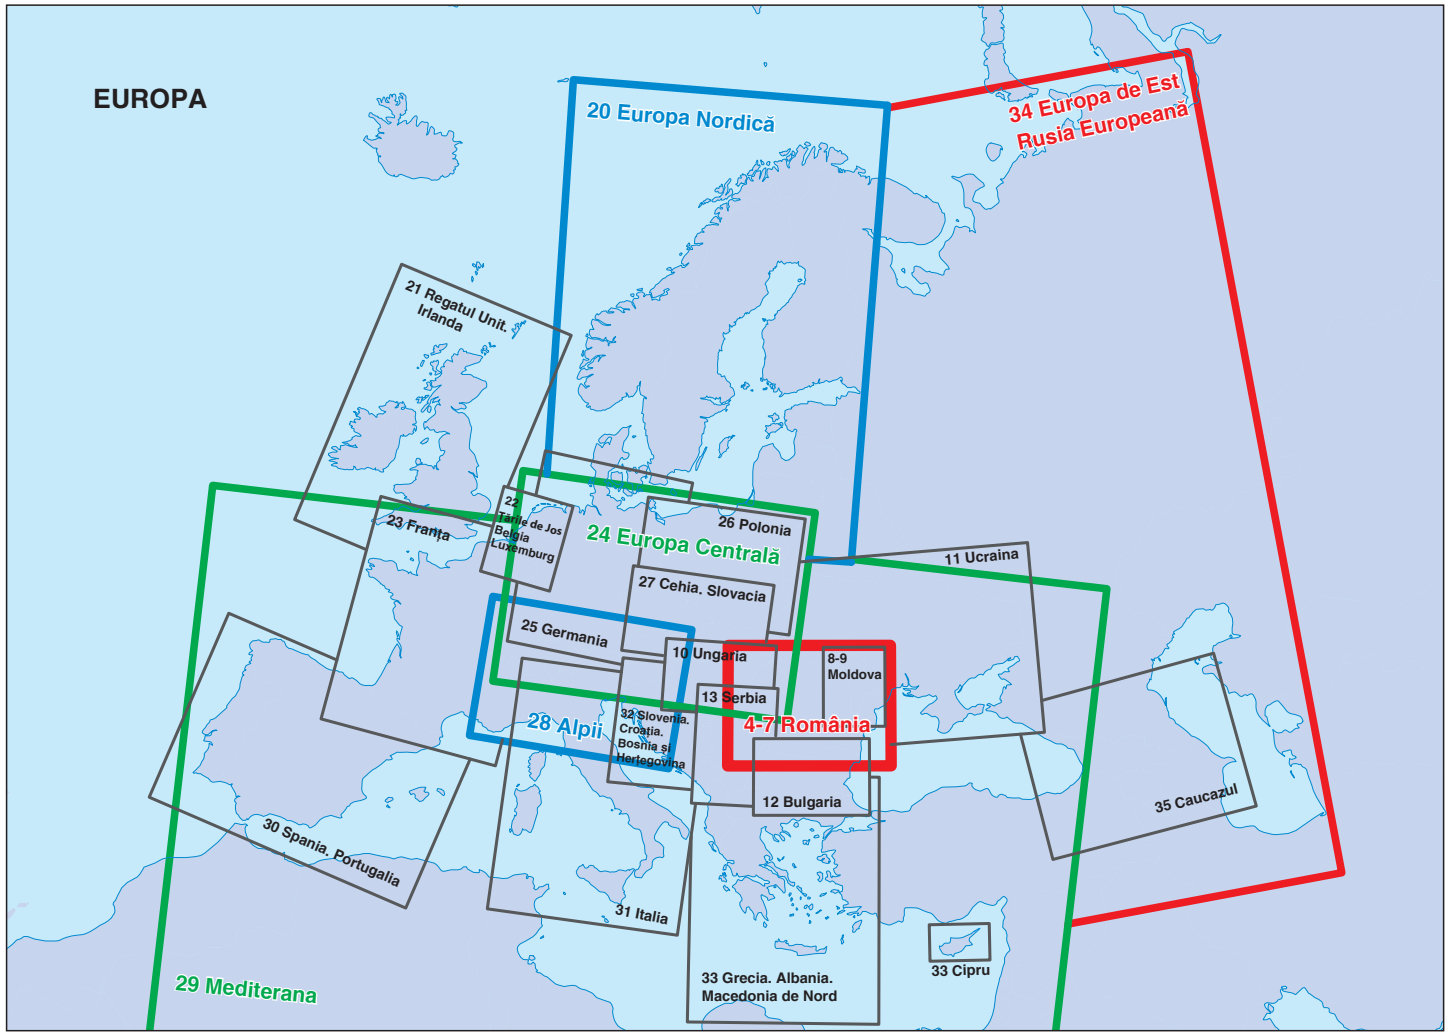 EUROPA
20 Europa Nordică
34 Europa de Est
Rusia Europeană
21 Regatul Unit.
Irlanda
22
Țările de Jos
Belgia
Luxemburg
23 Franța
24 Europa Centrală
26 Polonia
11 Ucraina
27 Cehia. Slovacia
25 Germania
10 Ungaria
8-9
Moldova
13 Serbia
4-7 România
28 Alpii
32 Slovenia.
Croația.
Bosnia și
Herțegovina
12 Bulgaria
35 Caucazul
30 Spania. Portugalia
31 Italia
33 Cipru
33 Grecia. Albania.
Macedonia de Nord
29 Mediterana